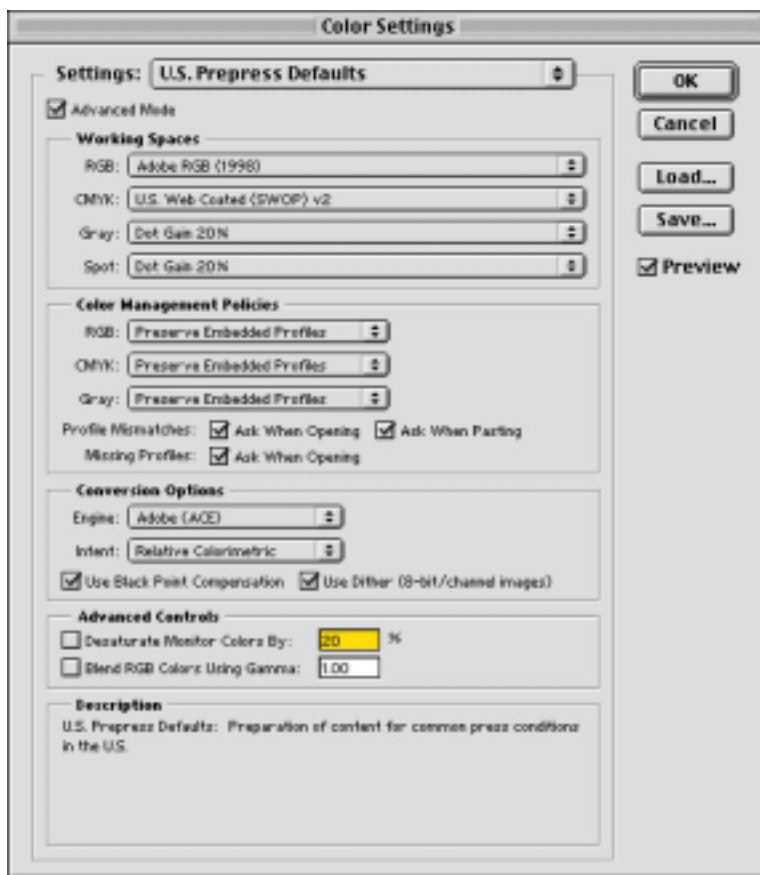 Color Settings
Settings: U.S. Prepress Defaults
OK
Advanced Mode
Cancel
Working Spaces
RGB: Adobe RGB (1998)
Load...
CMYK: U.S. Web Coated (SWOP) v2
Save...
Gray: Dot Gain 20%
Spot: Dot Gain 20%
Preview
Color Management Policies
RGB: Preserve Embedded Profiles
CMYK: Preserve Embedded Profiles
Gray: Preserve Embedded Profiles
Profile Mismatches: Ask When Opening Ask When Pasting
Missing Profiles: Ask When Opening
Conversion Options
Engine: Adobe (ACE)
Intent: Relative Colorimetric
Use Black Point Compensation Use Dither (8-bit/channel images)
Advanced Controls
Desaturate Monitor Colors By: 20 %
Blend RGB Colors Using Gamma: 1.00
Description
U.S. Prepress Defaults: Preparation of content for common press conditions
in the U.S.